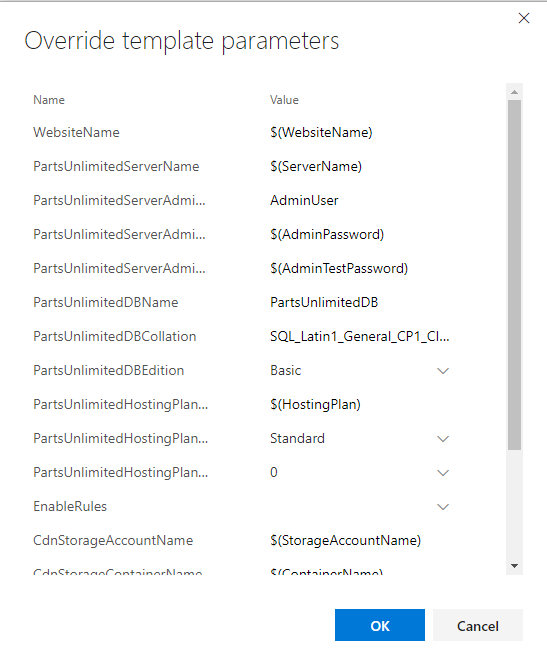 Override template parameters
Name Value
WebsiteName $(WebsiteName)
PartsUnlimitedServerName $(ServerName)
PartsUnlimitedServerAdmi... AdminUser
PartsUnlimitedServerAdmi... $(AdminPassword)
PartsUnlimitedServerAdmi... $(AdminTestPassword)
PartsUnlimitedDBName PartsUnlimitedDB
PartsUnlimitedDBCollation SQL_Latin1_General_CP1_CI...
PartsUnlimitedDBEdition Basic
PartsUnlimitedHostingPlan... $(HostingPlan)
PartsUnlimitedHostingPlan... Standard
PartsUnlimitedHostingPlan... 0
EnableRules
CdnStorageAccountName $(StorageAccountName)
CdnStorageContainerName $(ContainerName)
OK Cancel